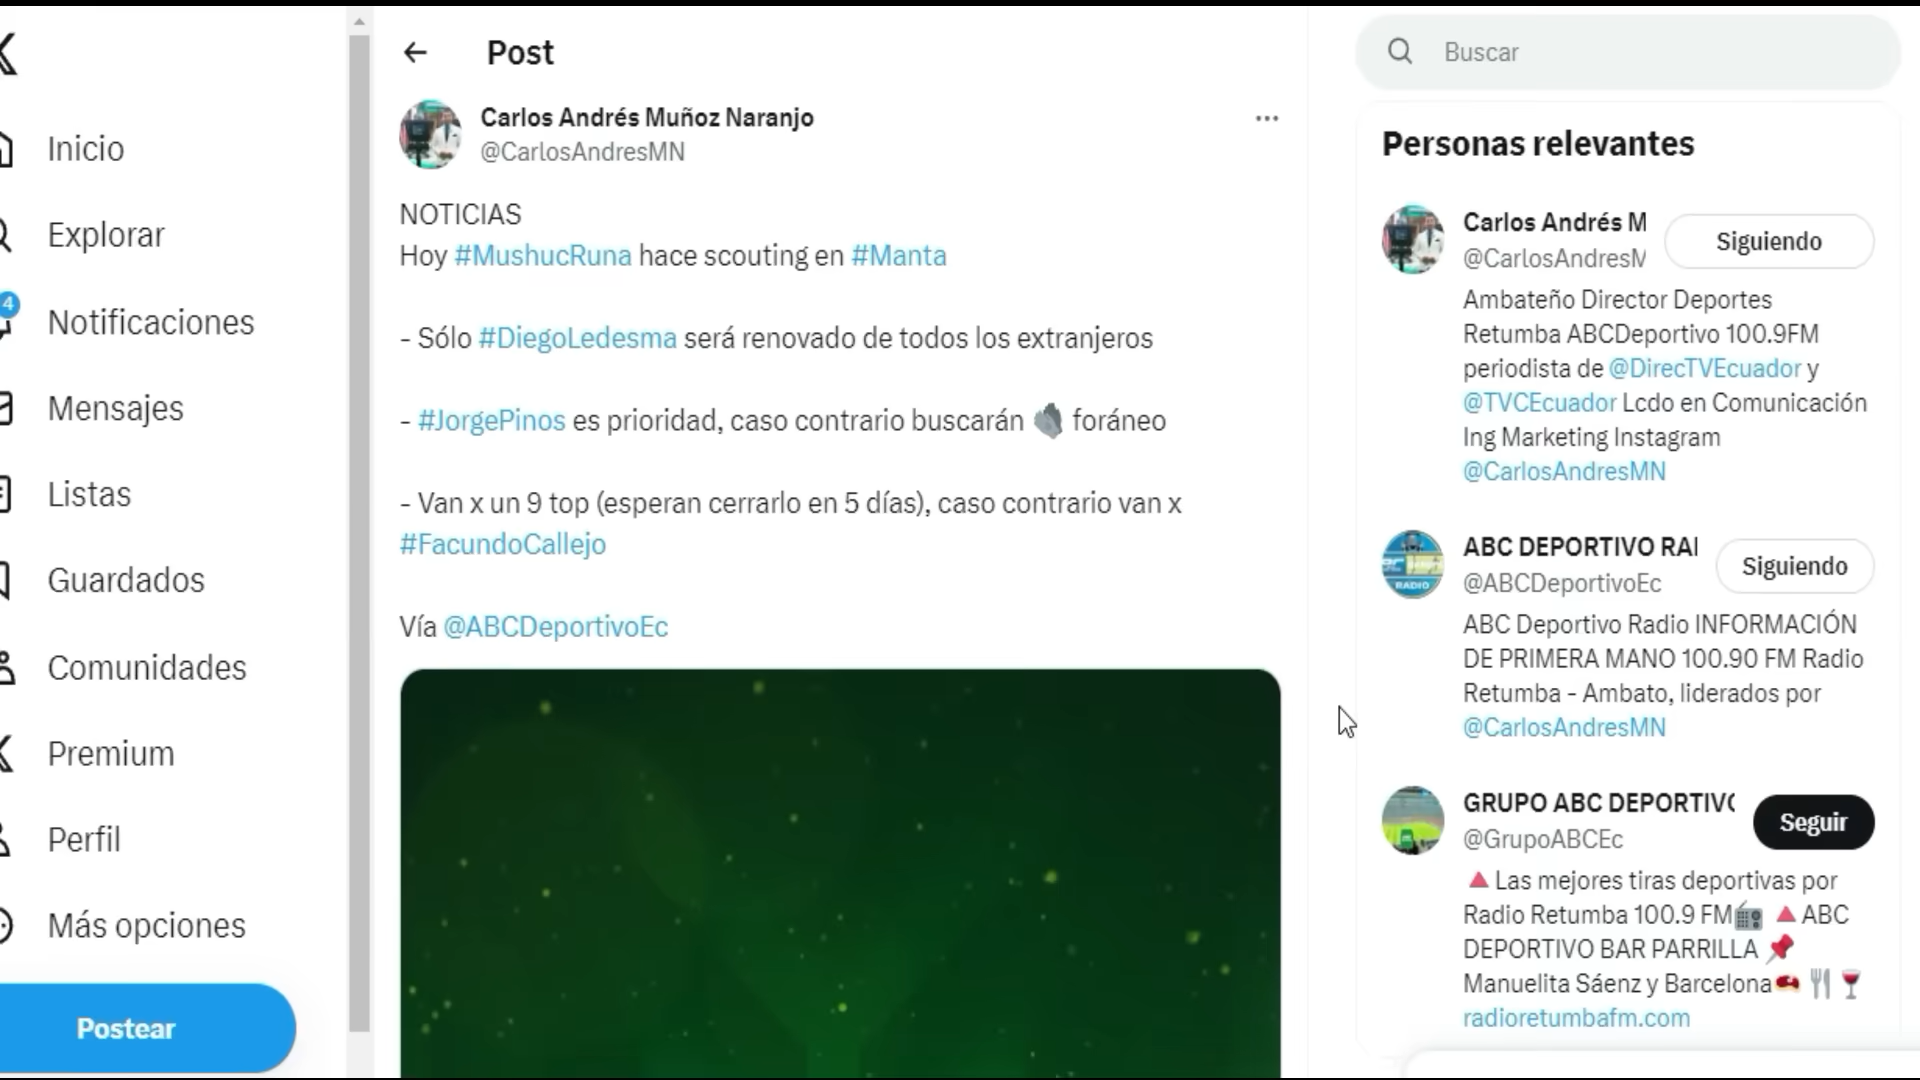 Inicio
Explorar
4
Notificaciones
Mensajes
Listas
Guardados
Comunidades
Premium
Perfil
Más opciones
Postear
Post
Carlos Andrés Muñoz Naranjo
@CarlosAndresMN
NOTICIAS
Hoy #MushucRuna hace scouting en #Manta
- Sólo #DiegoLedesma será renovado de todos los extranjeros
- #JorgePinos es prioridad, caso contrario buscarán 🧤 foráneo
- Van x un 9 top (esperan cerrarlo en 5 días), caso contrario van x
#FacundoCallejo
Vía @ABCDeportivoEc
Buscar
Personas relevantes
Carlos Andrés M
@CarlosAndresM
Siguiendo
Ambateño Director Deportes
Retumba ABCDeportivo 100.9FM
periodista de @DirecTVEcuador y
@TVCEcuador Lcdo en Comunicación
Ing Marketing Instagram
@CarlosAndresMN
ABC DEPORTIVO RAI
@ABCDeportivoEc
Siguiendo
ABC Deportivo Radio INFORMACIÓN
DE PRIMERA MANO 100.90 FM Radio
Retumba - Ambato, liderados por
@CarlosAndresMN
GRUPO ABC DEPORTIVO
@GrupoABCEc
Seguir
🔺Las mejores tiras deportivas por
Radio Retumba 100.9 FM📻 🔺ABC
DEPORTIVO BAR PARRILLA 📌
Manuelita Sáenz y Barcelona🥩🍴🍷
radioretumbafm.com